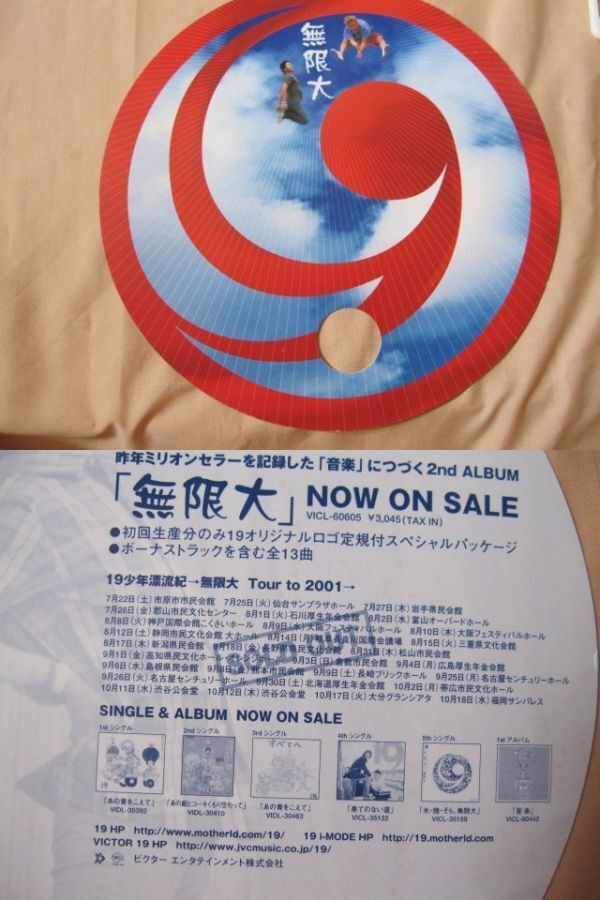 無限大
昨年ミリオンセラーを記録した「音楽」につづく2nd ALBUM
「無限大」NOW ON SALE
VICL-60605 ¥3,045(TAX IN)
●初回生産分のみ19オリジナルロゴ定規付スペシャルパッケージ
●ボーナストラックを含む全13曲
19少年漂流紀→無限大 Tour to 2001→
7月22日(土)市原市市民会館 7月25日(火)仙台サンプラザホール 7月27日(木)岩手県民会館
7月28日(金)郡山市民文化センター 8月1日(火)石川厚生年金会館 8月2日(水)富山オーバードホール
8月8日(火)神戸国際会館こくさいホール 8月9日(水)大阪フェスティバルホール 8月10日(木)大阪フェスティバルホール
8月12日(土)静岡市民文化会館 大ホール 8月14日(月)長良川国際会議場 8月15日(火)三重県文化会館
8月17日(木)新潟県民会館 8月18日(金)長野県県民文化会館 8月31日(木)松山市民会館
9月1日(金)高知県民文化ホール 9月3日(日)倉敷市民会館 9月4日(月)広島厚生年金会館
9月6日(水)島根県民会館 9月8日(金)熊本市民会館 9月9日(土)長崎ブリックホール 9月25日(月)名古屋センチュリーホール
9月26日(火)名古屋センチュリーホール 9月30日(土)北海道厚生年金会館 10月2日(月)帯広市民文化ホール
10月11日(水)渋谷公会堂 10月12日(木)渋谷公会堂 10月17日(火)大分グランシアタ 10月18日(水)福岡サンパレス
SINGLE & ALBUM NOW ON SALE
1st シングル 2nd シングル 3rd シングル 4th シングル 5th シングル 1st アルバム
すべてへ
19
「あの青をこえて」 「あの紙ヒコーキくもり空わって」 「あの青をこえて」 「果てのない道」 「水・陸・そら、無限大」 「音楽」
VIDL-30392 VIDL-30410 VIDL-30463 VICL-35132 VICL-35159 VICL-60442
19 HP http://www.motherld.com/19/ 19 i-MODE HP http://19.motherld.com/
VICTOR 19 HP http://www.jvcmusic.co.jp/19/
ビクター エンタテインメント株式会社